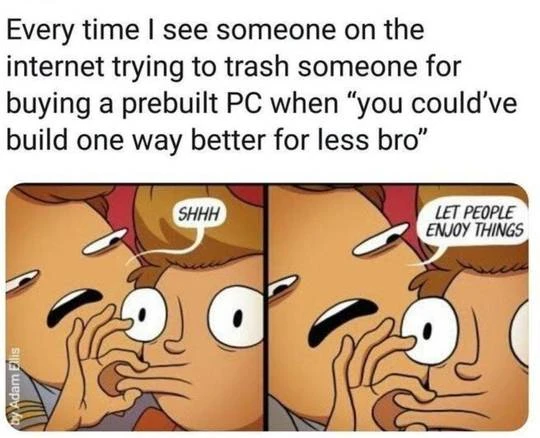 Every time I see someone on the
internet trying to trash someone for
buying a prebuilt PC when “you could’ve
build one way better for less bro”
SHHH
LET PEOPLE
ENJOY THINGS
by Adam Ellis